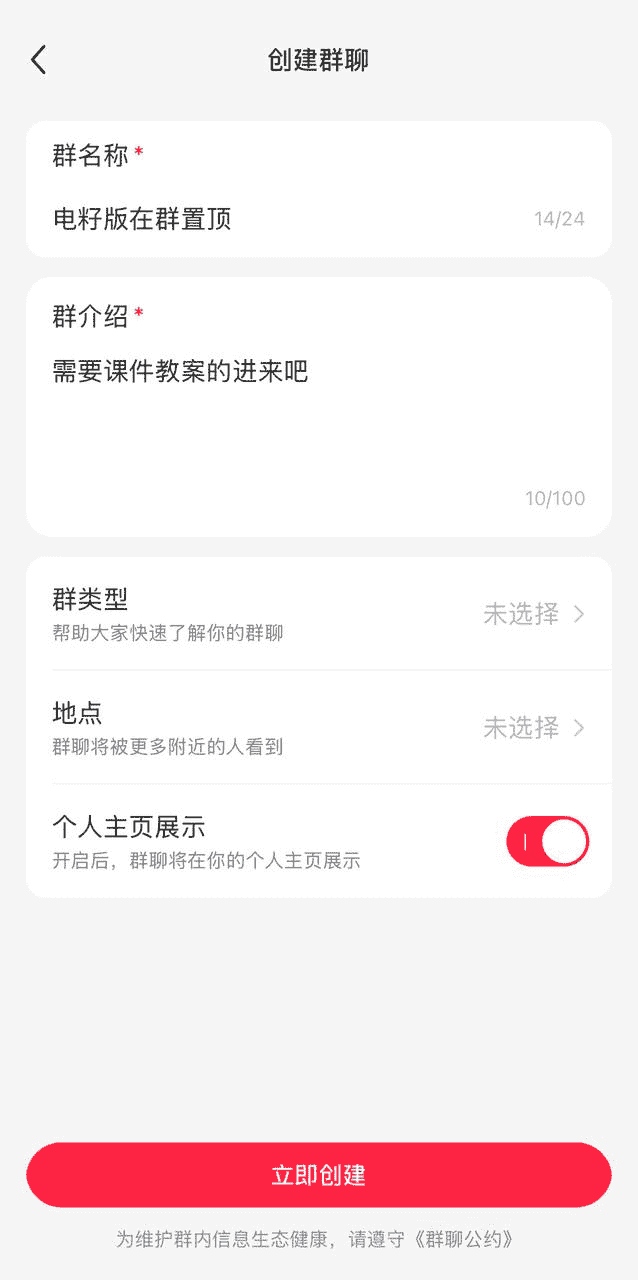 创建群聊
群名称*
电籽版在群置顶
14/24
群介绍*
需要课件教案的进来吧
10/100
群类型
未选择
帮助大家快速了解你的群聊
地点
未选择
群聊将被更多附近的人看到
个人主页展示
开启后，群聊将在你的个人主页展示
立即创建
为维护群内信息生态健康，请遵守《群聊公约》